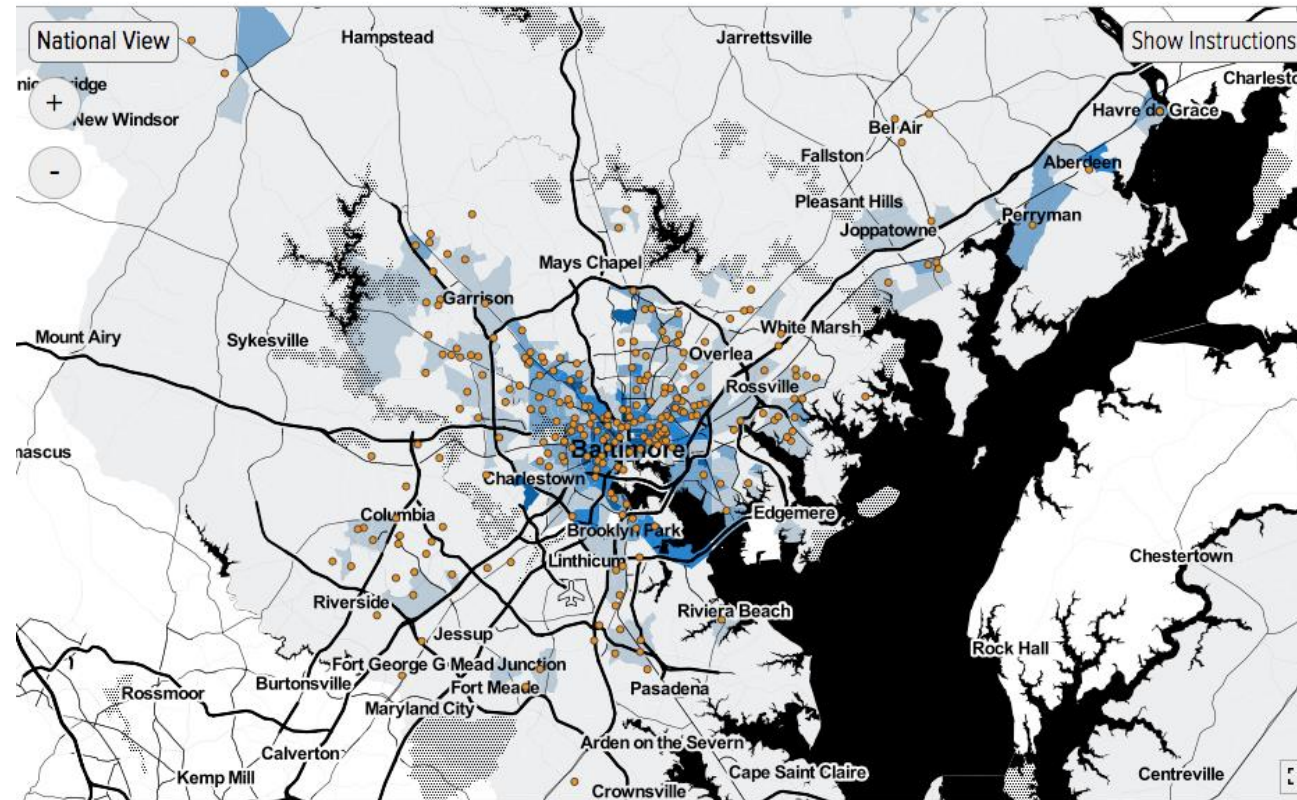 National View
Hampstead
Jarrettsville
Show Instructions
+
New Windsor
-
Bel Air
Havre de Grace
Fallston
Aberdeen
Pleasant Hills
Perryman
Joppatowne
Mays Chapel
Garrison
Mount Airy
Sykesville
White Marsh
Overlea
Rossville
Baltimore
Charlestown
Columbia
Edgemere
Brooklyn Park
Linthicum
Chestertown
Riverside
Riviera Beach
Jessup
Rock Hall
Fort George G Mead Junction
Burtonsville
Fort Meade
Rossmoor
Pasadena
Maryland City
Arden on the Severn
Calverton
Kemp Mill
Cape Saint Claire
Centreville
Crownsville